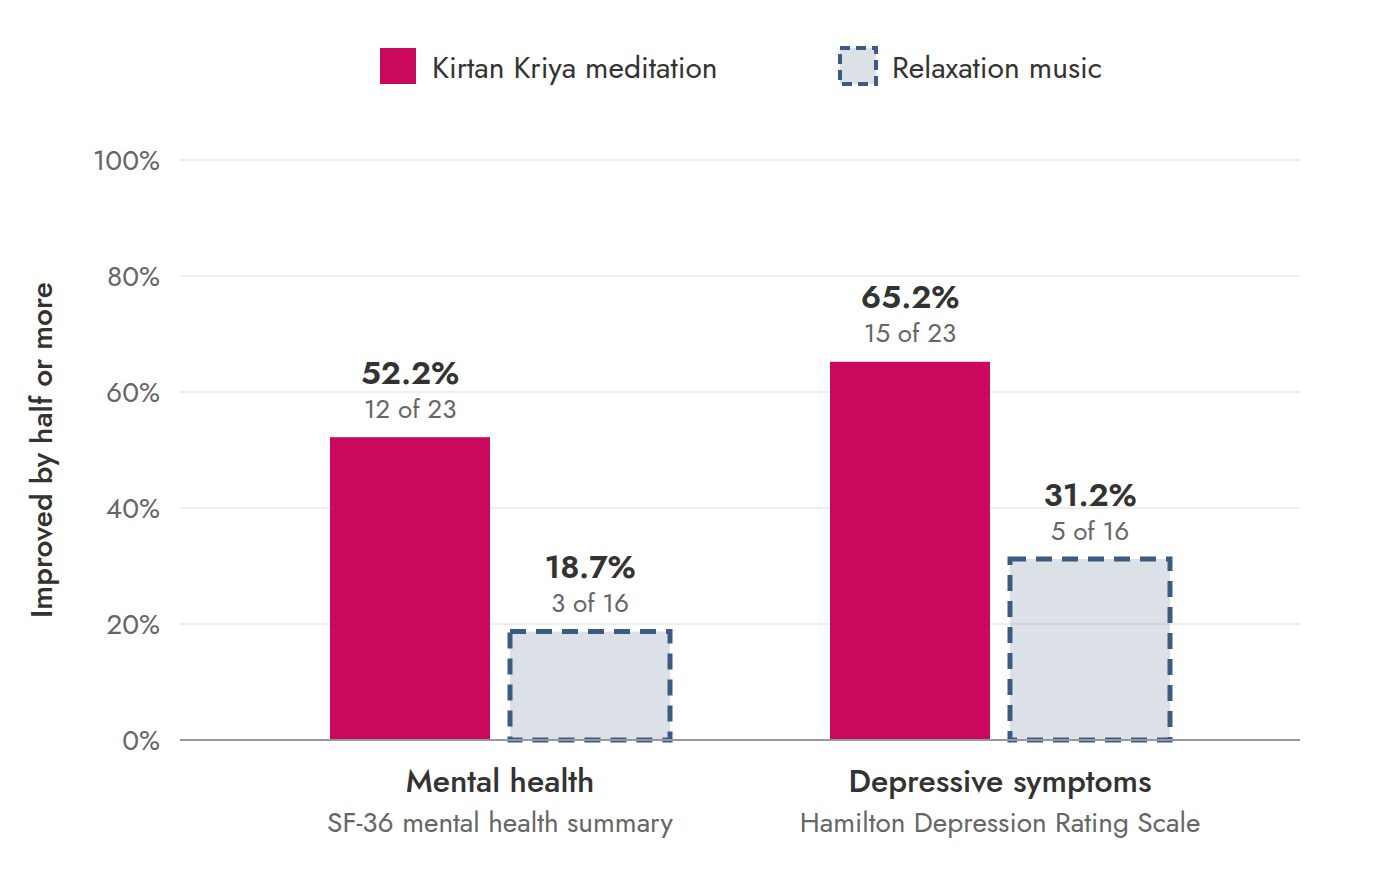 Kirtan Kriya meditation
Relaxation music
Improved by half or more
100%
80%
60%
40%
20%
0%
52.2%
12 of 23
18.7%
3 of 16
65.2%
15 of 23
31.2%
5 of 16
Mental health
SF-36 mental health summary
Depressive symptoms
Hamilton Depression Rating Scale